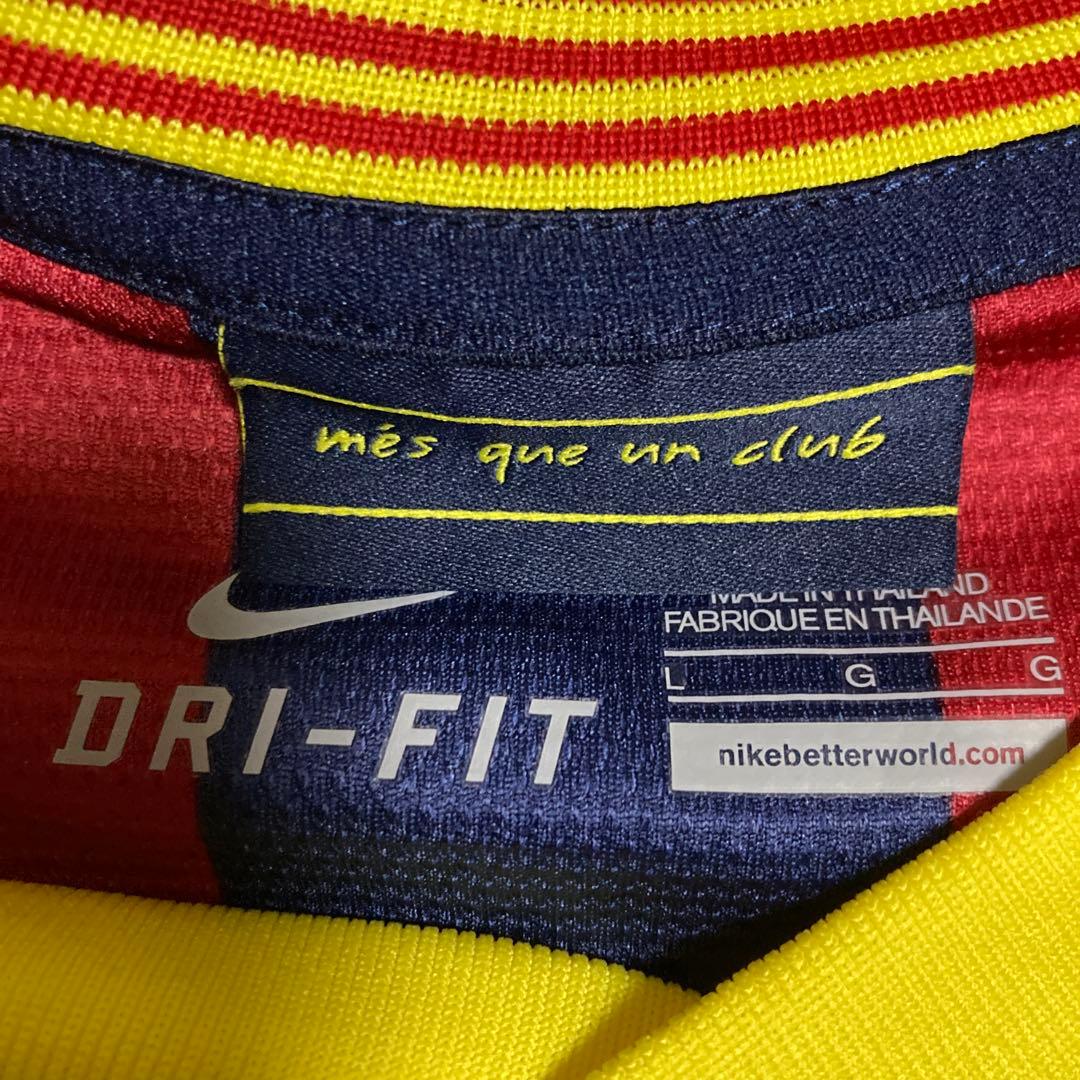 més que un club
MADE IN THAILAND
FABRIQUE EN THAILANDE
L G G
DRI-FIT
nikebetterworld.com